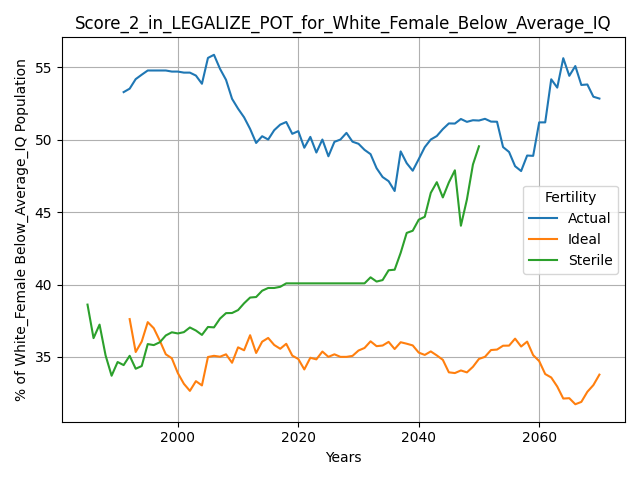 Score_2_in_LEGALIZE_POT_for_White_Female_Below_Average_IQ
% of White_Female Below_Average_IQ Population
55
50
45
40
35
Fertility
Actual
Ideal
Sterile
2000
2020
2040
2060
Years